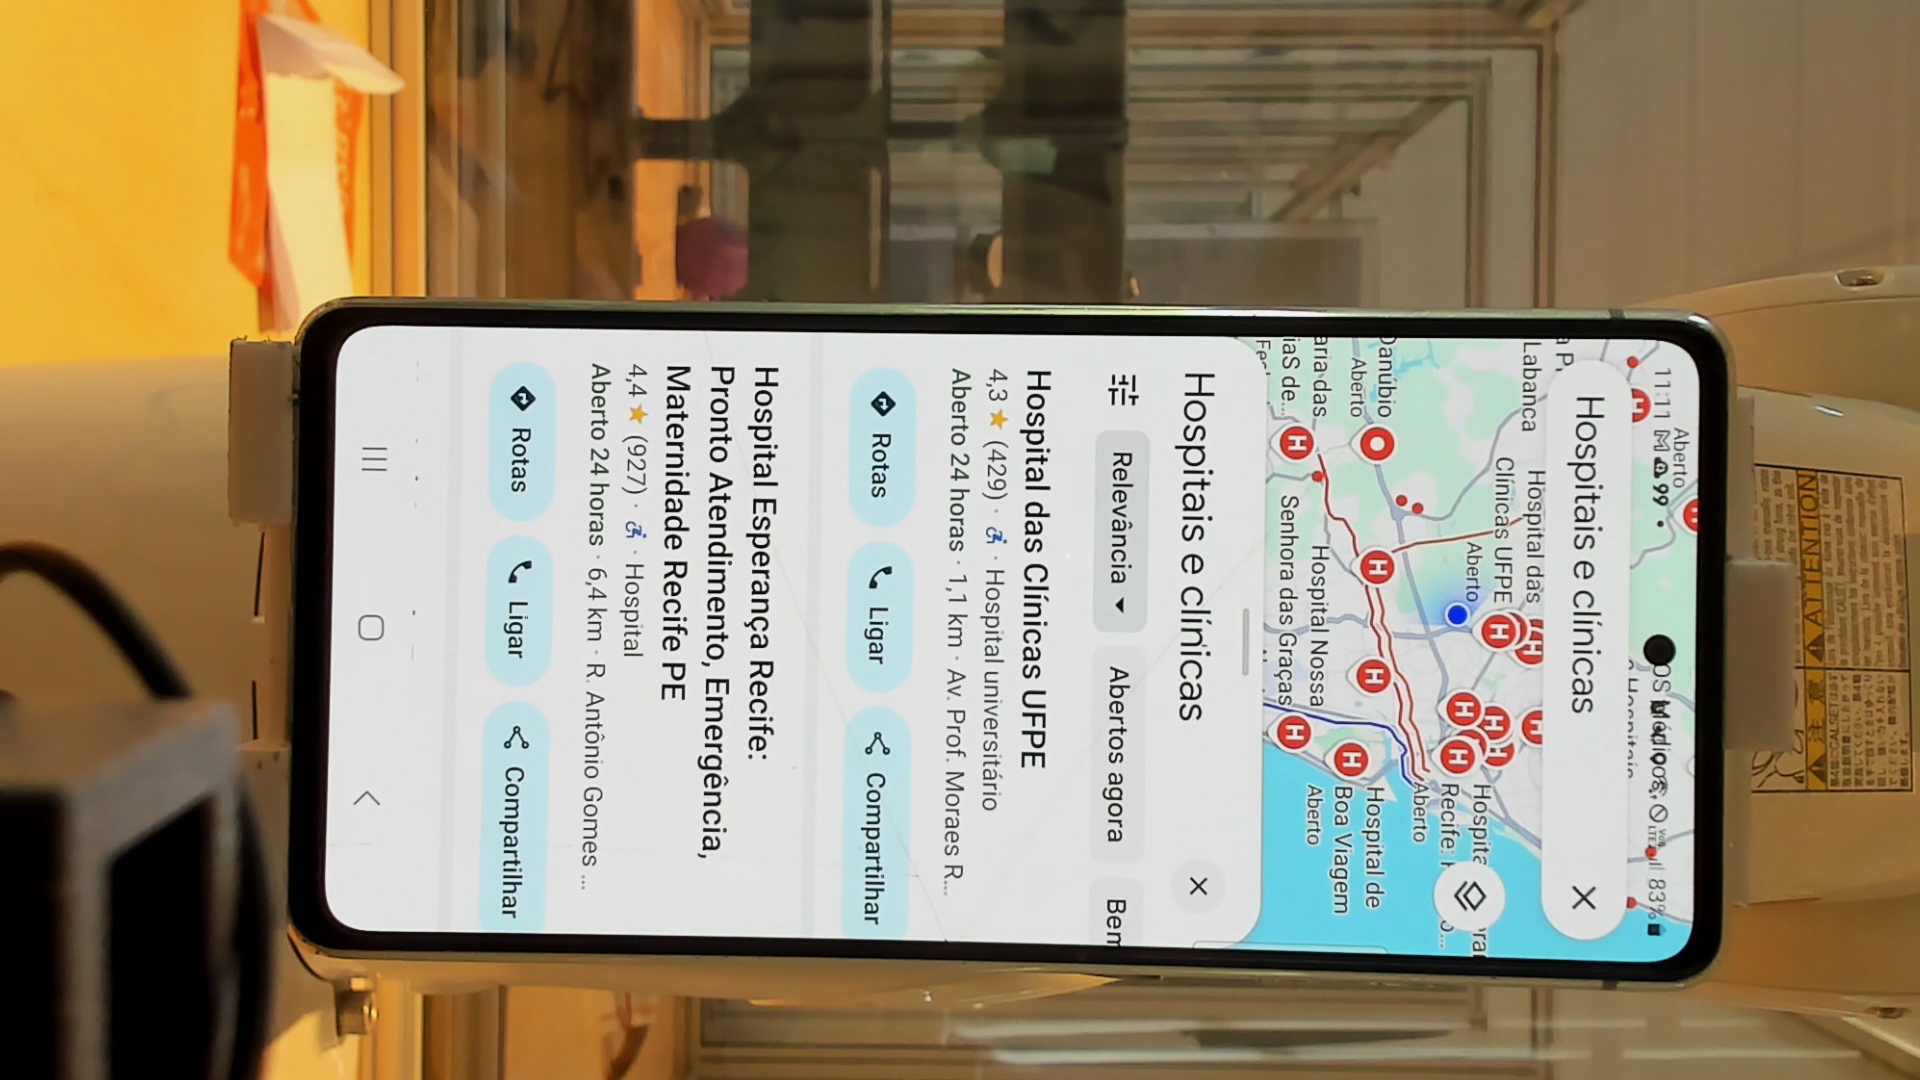 11:11 99 • 83%
Aberto
Hospitais e clínicas
Labanca
Hospital das
Clínicas UFPE
Aberto
Danúbio
Aberto
Hospital Nossa
Senhora das Graças
Recife:
Aberto
Hospital de
Boa Viagem
Aberto
Hospitais e clínicas
Relevância
Abertos agora
Hospital das Clínicas UFPE
4,3 ★ (429) · Hospital universitário
Aberto 24 horas · 1,1 km · Av. Prof. Moraes R...
Rotas
Ligar
Compartilhar
Hospital Esperança Recife:
Pronto Atendimento, Emergência,
Maternidade Recife PE
4,4 ★ (927) · Hospital
Aberto 24 horas · 6,4 km · R. Antônio Gomes ...
Rotas
Ligar
Compartilhar
ATTENTION